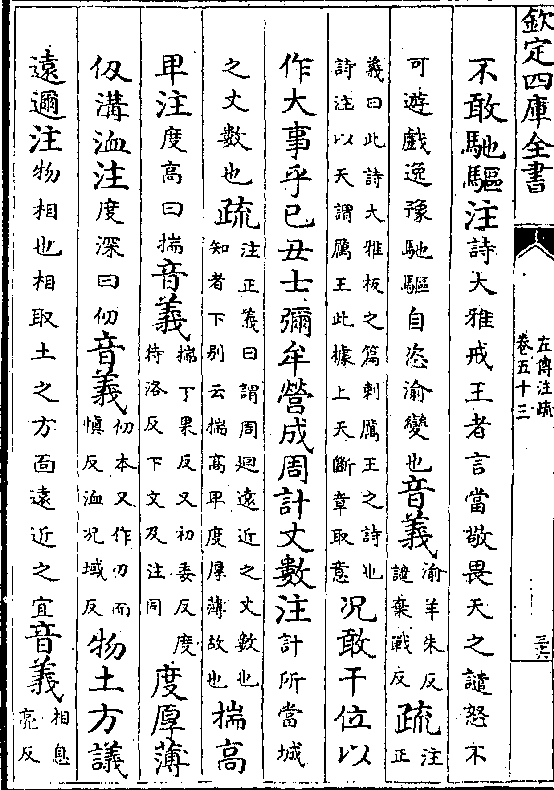 欽定四庫全書
左傳注疏
卷五十三
三六
不敢馳驅注詩大雅戒王者言當敬畏天之譴怒不
可遊戲逸豫馳驅自恣渝變也音義渝羊朱反譴棄戰反疏注正
義曰此詩大雅板之篇刺厲王之詩也詩注以天謂厲王此據上天斷章取意况敢干位以
作大事乎已丑士彌牟營成周計丈數注計所當城
之丈數也疏注正義曰謂周迴遠近之丈數也知者下别云揣高卑度厚薄故也揣高
卑注度高曰揣音義揣丁果反又初委反度待洛反下文及注同度厚薄
仭溝洫注度深曰仭音義仭本又作刃而慎反洫况域反物土方議
遠邇注物相也相取土之方面遠近之宜音義相息亮反